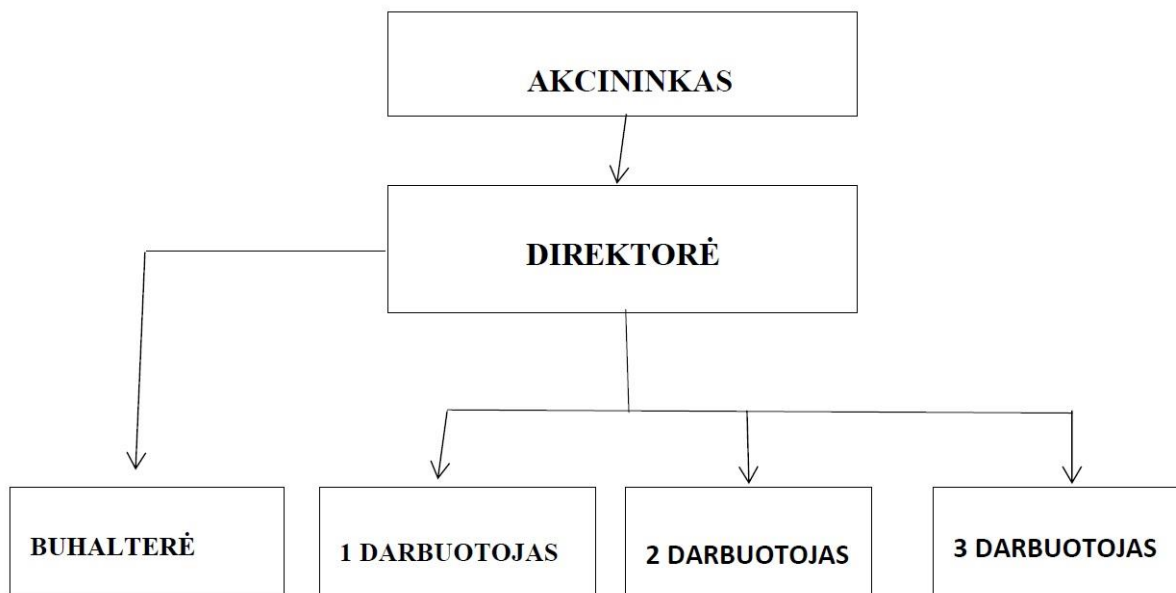 AKCININKAS
DIREKTORĖ
BUHALTERĖ
1 DARBUOTOJAS
2 DARBUOTOJAS
3 DARBUOTOJAS